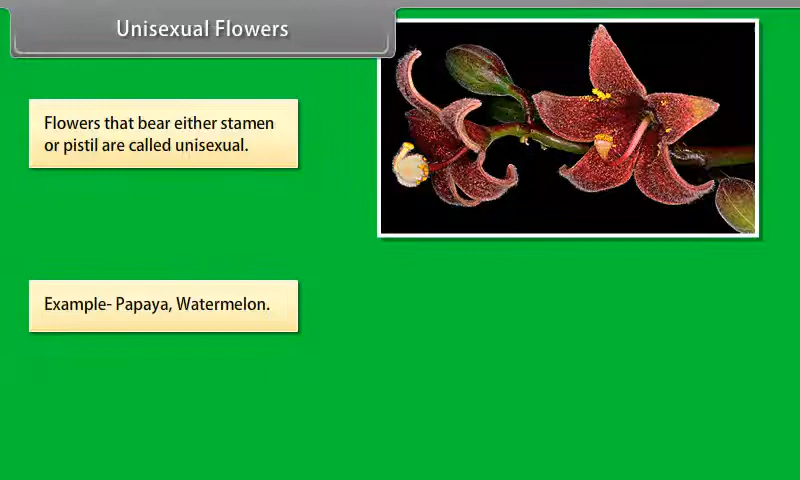 Unisexual Flowers
Flowers that bear either stamen
or pistil are called unisexual.
Example- Papaya, Watermelon.